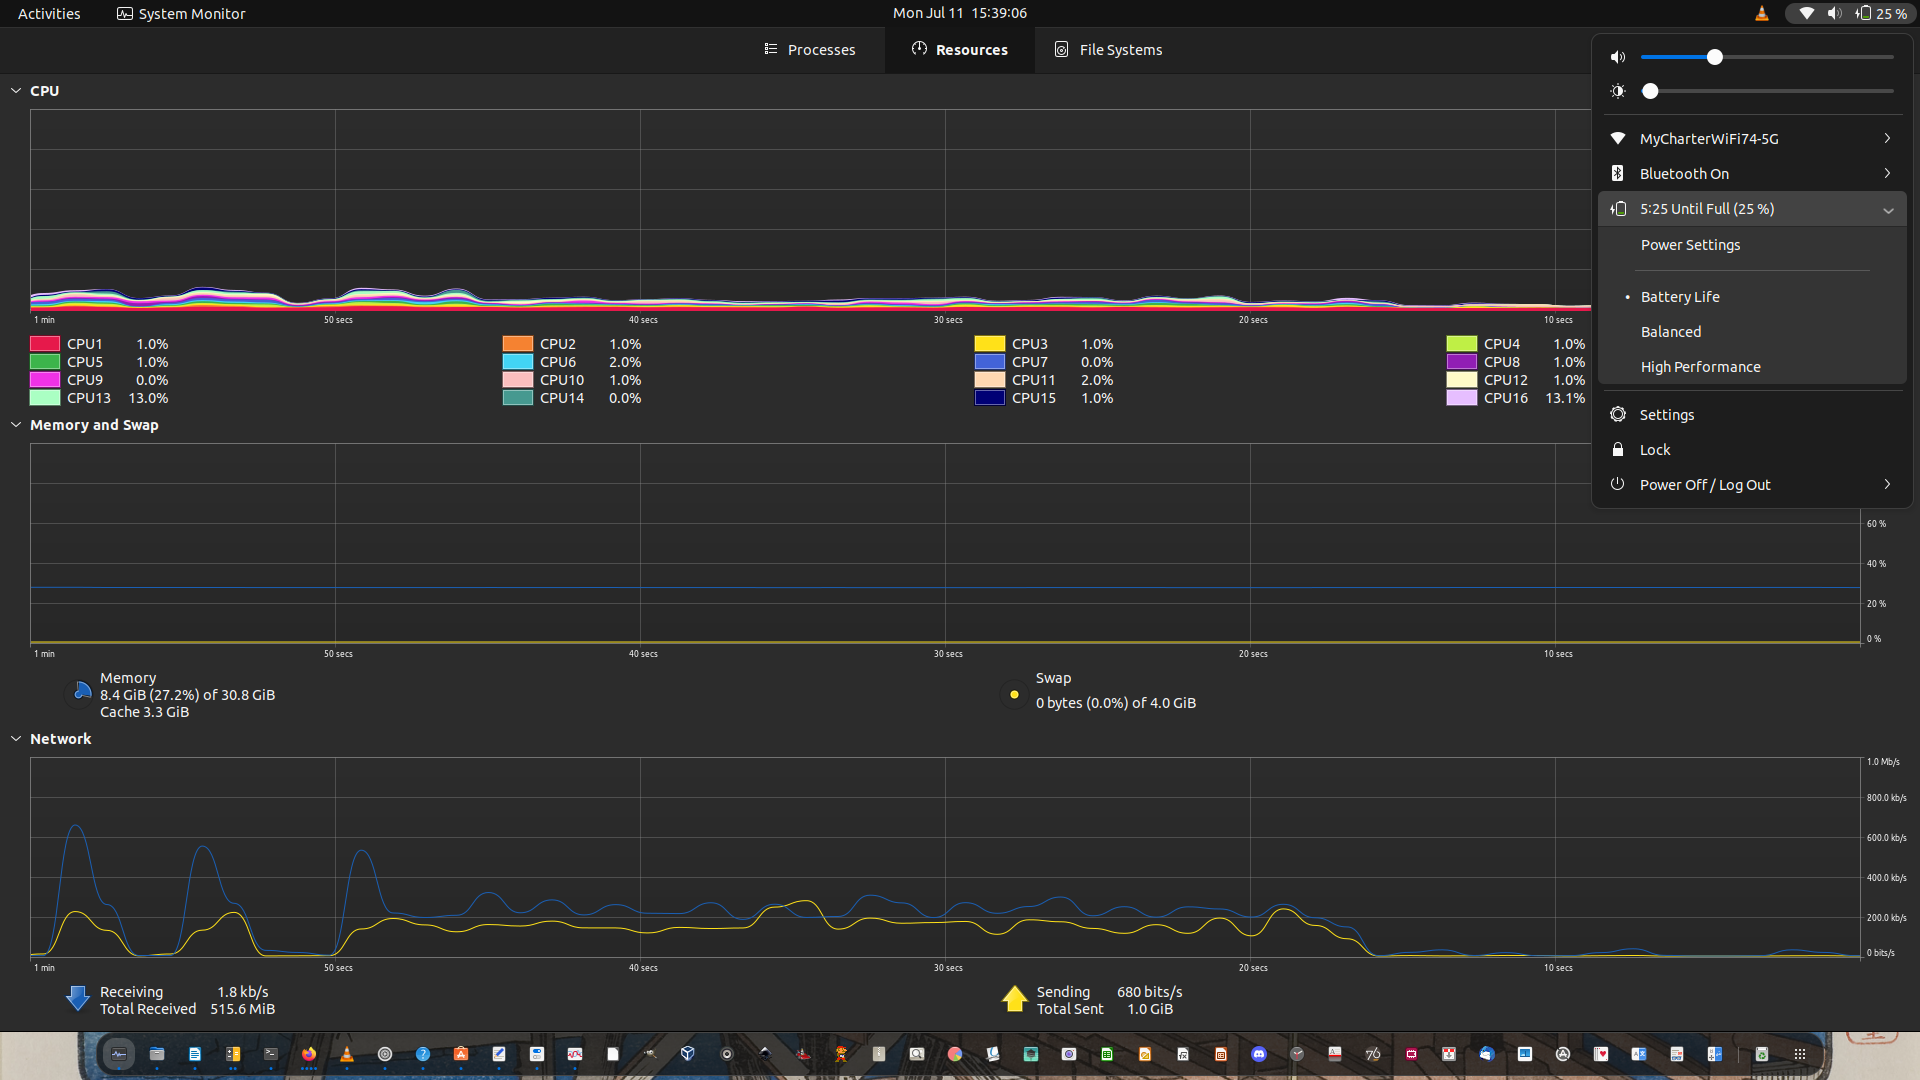 Activities
System Monitor
Mon Jul 11 15:39:06
25 %
Processes
Resources
File Systems
CPU
1 min
50 secs
40 secs
30 secs
20 secs
10 secs
CPU1 1.0%
CPU2 1.0%
CPU3 1.0%
CPU4 1.0%
CPU5 1.0%
CPU6 2.0%
CPU7 0.0%
CPU8 1.0%
CPU9 0.0%
CPU10 1.0%
CPU11 2.0%
CPU12 1.0%
CPU13 13.0%
CPU14 0.0%
CPU15 1.0%
CPU16 13.1%
MyCharterWiFi74-5G
Bluetooth On
5:25 Until Full (25 %)
Power Settings
Battery Life
Balanced
High Performance
Settings
Lock
Power Off / Log Out
Memory and Swap
60 %
40 %
20 %
0 %
1 min
50 secs
40 secs
30 secs
20 secs
10 secs
Memory
8.4 GiB (27.2%) of 30.8 GiB
Cache 3.3 GiB
Swap
0 bytes (0.0%) of 4.0 GiB
Network
1.0 Mb/s
800.0 kb/s
600.0 kb/s
400.0 kb/s
200.0 kb/s
0 bits/s
1 min
50 secs
40 secs
30 secs
20 secs
10 secs
Receiving 1.8 kb/s
Total Received 515.6 MiB
Sending 680 bits/s
Total Sent 1.0 GiB